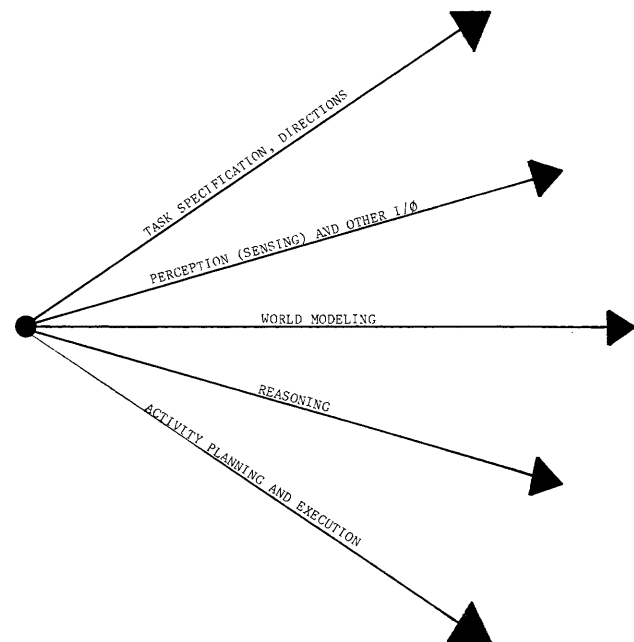 TASK SPECIFICATION, DIRECTIONS
PERCEPTION (SENSING) AND OTHER I/Ø
WORLD MODELING
REASONING
ACTIVITY PLANNING AND EXECUTION